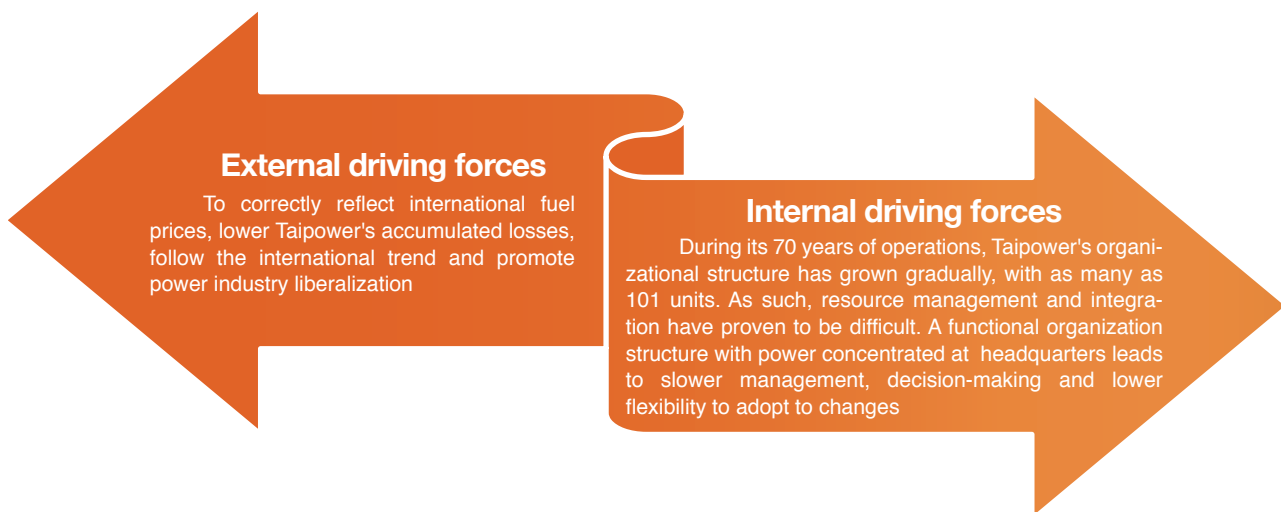 External driving forces
To correctly reflect international fuel
prices, lower Taipower's accumulated losses,
follow the international trend and promote
power industry liberalization
Internal driving forces
During its 70 years of operations, Taipower's organi-
zational structure has grown gradually, with as many as
101 units. As such, resource management and integra-
tion have proven to be difficult. A functional organization
structure with power concentrated at headquarters leads
to slower management, decision-making and lower
flexibility to adopt to changes